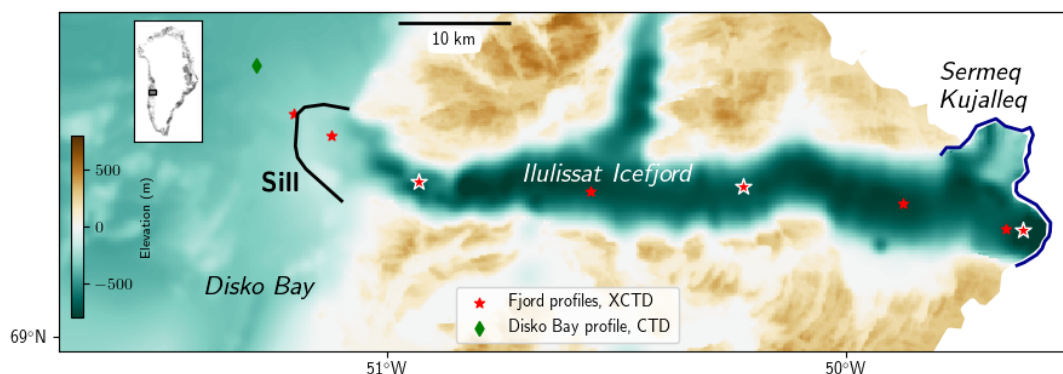 10 km
Sermeq
Kujalleq
Sill
Ilulissat Icefjord
500
0
−500
Elevation (m)
Disko Bay
Fjord profiles, XCTD
Disko Bay profile, CTD
69°N
51°W
50°W